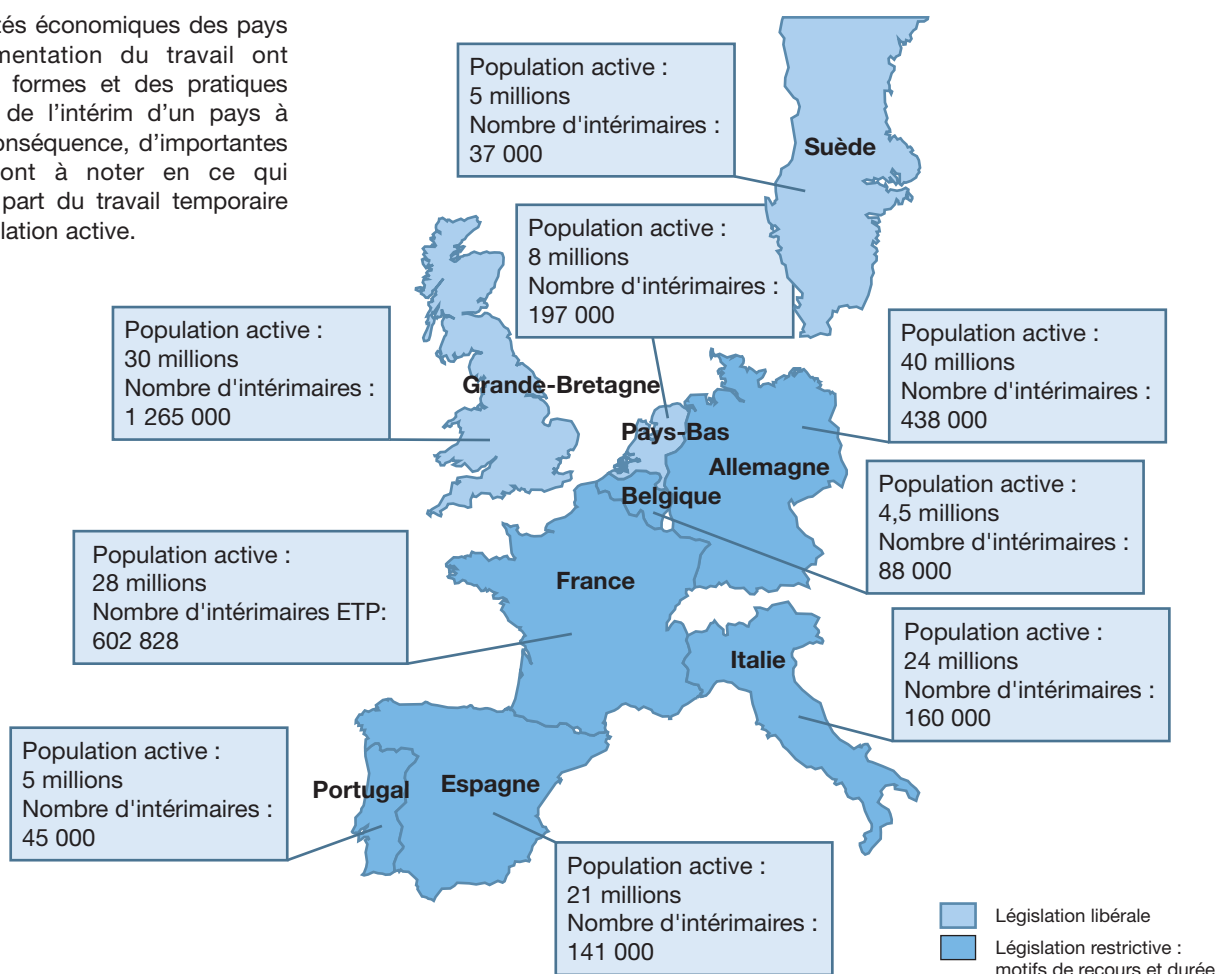 tés économiques des pays
mentation du travail ont
formes et des pratiques
de l'intérim d'un pays à
onséquence, d'importantes
ont à noter en ce qui
part du travail temporaire
lation active.
Population active :
5 millions
Nombre d'intérimaires :
37 000
Suède
Population active :
8 millions
Nombre d'intérimaires :
197 000
Population active :
30 millions
Nombre d'intérimaires :
1 265 000
Grande-Bretagne
Population active :
40 millions
Nombre d'intérimaires :
438 000
Pays-Bas
Allemagne
Belgique
Population active :
4,5 millions
Nombre d'intérimaires :
88 000
Population active :
28 millions
Nombre d'intérimaires ETP:
602 828
France
Population active :
24 millions
Nombre d'intérimaires :
160 000
Italie
Population active :
5 millions
Nombre d'intérimaires :
45 000
Portugal
Espagne
Population active :
21 millions
Nombre d'intérimaires :
141 000
Législation libérale
Législation restrictive :
motifs de recours et durée